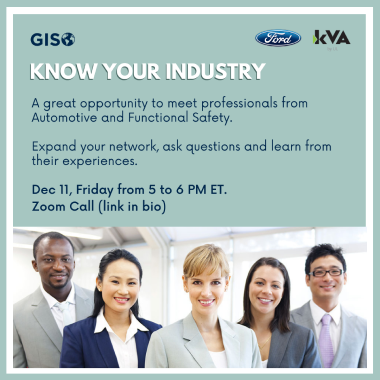 GISO
Ford
kVA
KNOW YOUR INDUSTRY
A great opportunity to meet professionals from
Automotive and Functional Safety.
Expand your network, ask questions and learn from
their experiences.
Dec 11, Friday from 5 to 6 PM ET.
Zoom Call (link in bio)